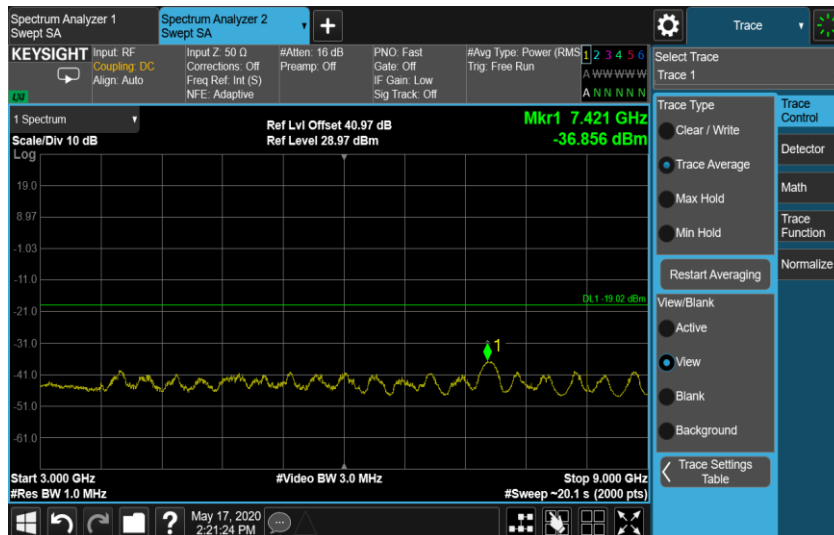 Spectrum Analyzer 1
Swept SA
Spectrum Analyzer 2
Swept SA
▼
+
Trace
▼
KEYSIGHT
LXI
Input: RF
Coupling: DC
Align: Auto
Input Z: 50 Ω
Corrections: Off
Freq Ref: Int (S)
NFE: Adaptive
#Atten: 16 dB
Preamp: Off
PNO: Fast
Gate: Off
IF Gain: Low
Sig Track: Off
#Avg Type: Power (RMS
Trig: Free Run
1 2 3 4 5 6
A W W W W W
A N N N N N
Select Trace
Trace 1
1 Spectrum ▼
Scale/Div 10 dB
Log
Ref Lvl Offset 40.97 dB
Ref Level 28.97 dBm
Mkr1 7.421 GHz
-36.856 dBm
19.0
8.97
-1.03
-11.0
-21.0
-31.0
-41.0
-51.0
-61.0
DL1 -19.02 dBm
1
Start 3.000 GHz
#Res BW 1.0 MHz
#Video BW 3.0 MHz
Stop 9.000 GHz
#Sweep ~20.1 s (2000 pts)
Trace Type
Clear / Write
Trace Average
Max Hold
Min Hold
Restart Averaging
View/Blank
Active
View
Blank
Background
Trace Settings
Table
Trace
Control
Detector
Math
Trace
Function
Normalize
?
May 17, 2020
2:21:24 PM